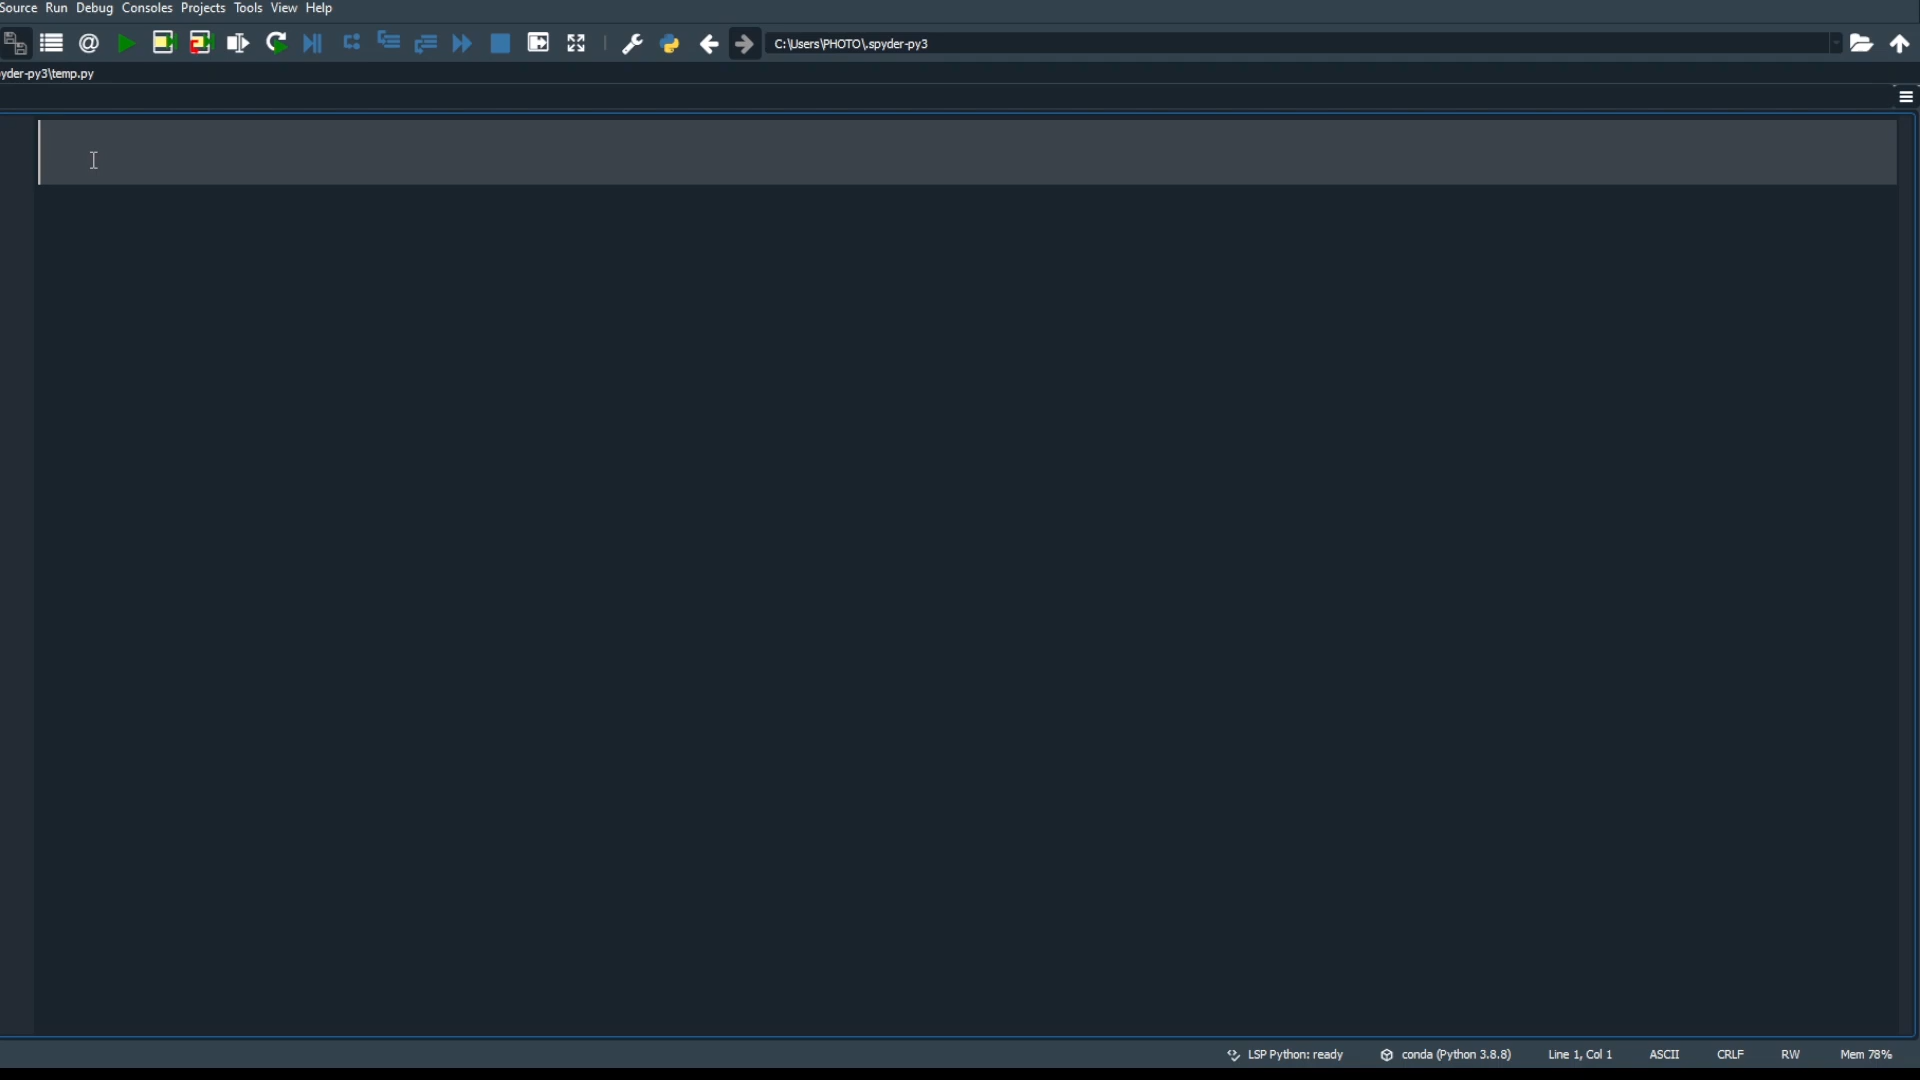 Source Run Debug Consoles Projects Tools View Help
C:\Users\PHOTO\.spyder-py3
yder-py3\temp.py
LSP Python: ready conda (Python 3.8.8) Line 1, Col 1 ASCII CRLF RW Mem 78%